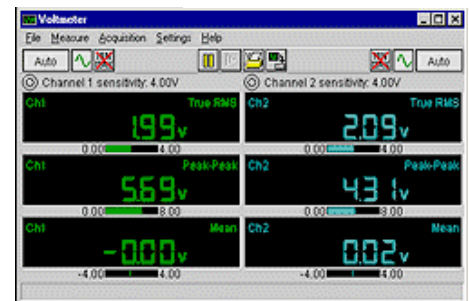 Voltmeter
File Measure Acquisition Settings Help
Auto Auto
Channel 1 sensitivity: 4.00V Channel 2 sensitivity: 4.00V
Ch1 True RMS Ch2 True RMS
1.99v 2.09v
0.00 4.00 0.00 4.00
Ch1 Peak-Peak Ch2 Peak-Peak
5.69v 4.31v
0.00 8.00 0.00 8.00
Ch1 Mean Ch2 Mean
-0.00v 0.02v
-4.00 4.00 -4.00 4.00